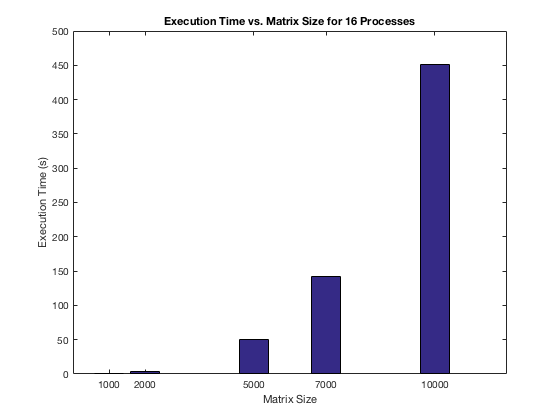 Execution Time vs. Matrix Size for 16 Processes
500
450
400
350
300
250
200
150
100
50
0
Execution Time (s)
1000 2000 5000 7000 10000
Matrix Size